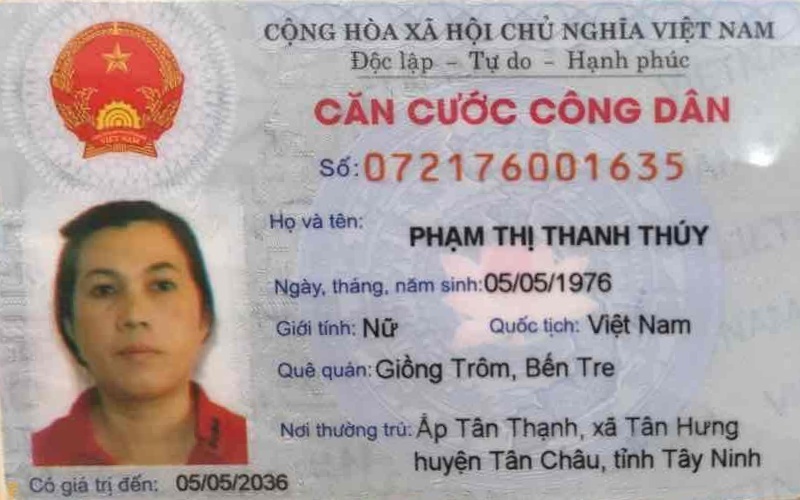 CỘNG HÒA XÃ HỘI CHỦ NGHĨA VIỆT NAM
Độc lập - Tự do - Hạnh phúc
CĂN CƯỚC CÔNG DÂN
Số: 072176001635
Họ và tên: PHẠM THỊ THANH THÚY
Ngày, tháng, năm sinh: 05/05/1976
Giới tính: Nữ Quốc tịch: Việt Nam
Quê quán: Giồng Trôm, Bến Tre
Nơi thường trú: Ấp Tân Thạnh, xã Tân Hưng
huyện Tân Châu, tỉnh Tây Ninh
Có giá trị đến: 05/05/2036
VIỆT NAM